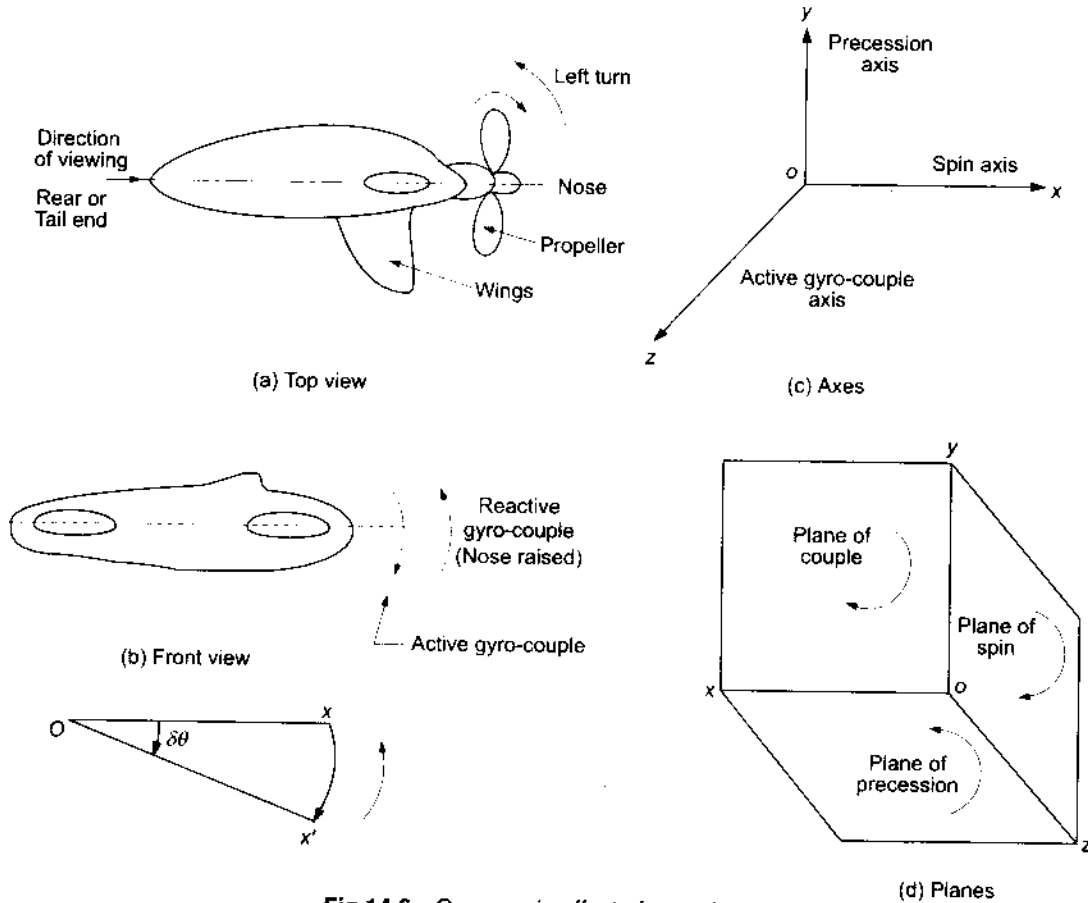 y
Precession
axis
Left turn
Direction
of viewing
Rear or
Tail end
Nose
Propeller
Wings
o
Spin axis
x
Active gyro-couple
axis
z
(a) Top view
(c) Axes
Reactive
gyro-couple
(Nose raised)
Active gyro-couple
(b) Front view
O
δθ
x
x'
y
Plane of
couple
Plane of
spin
x
o
Plane of
precession
z
(d) Planes